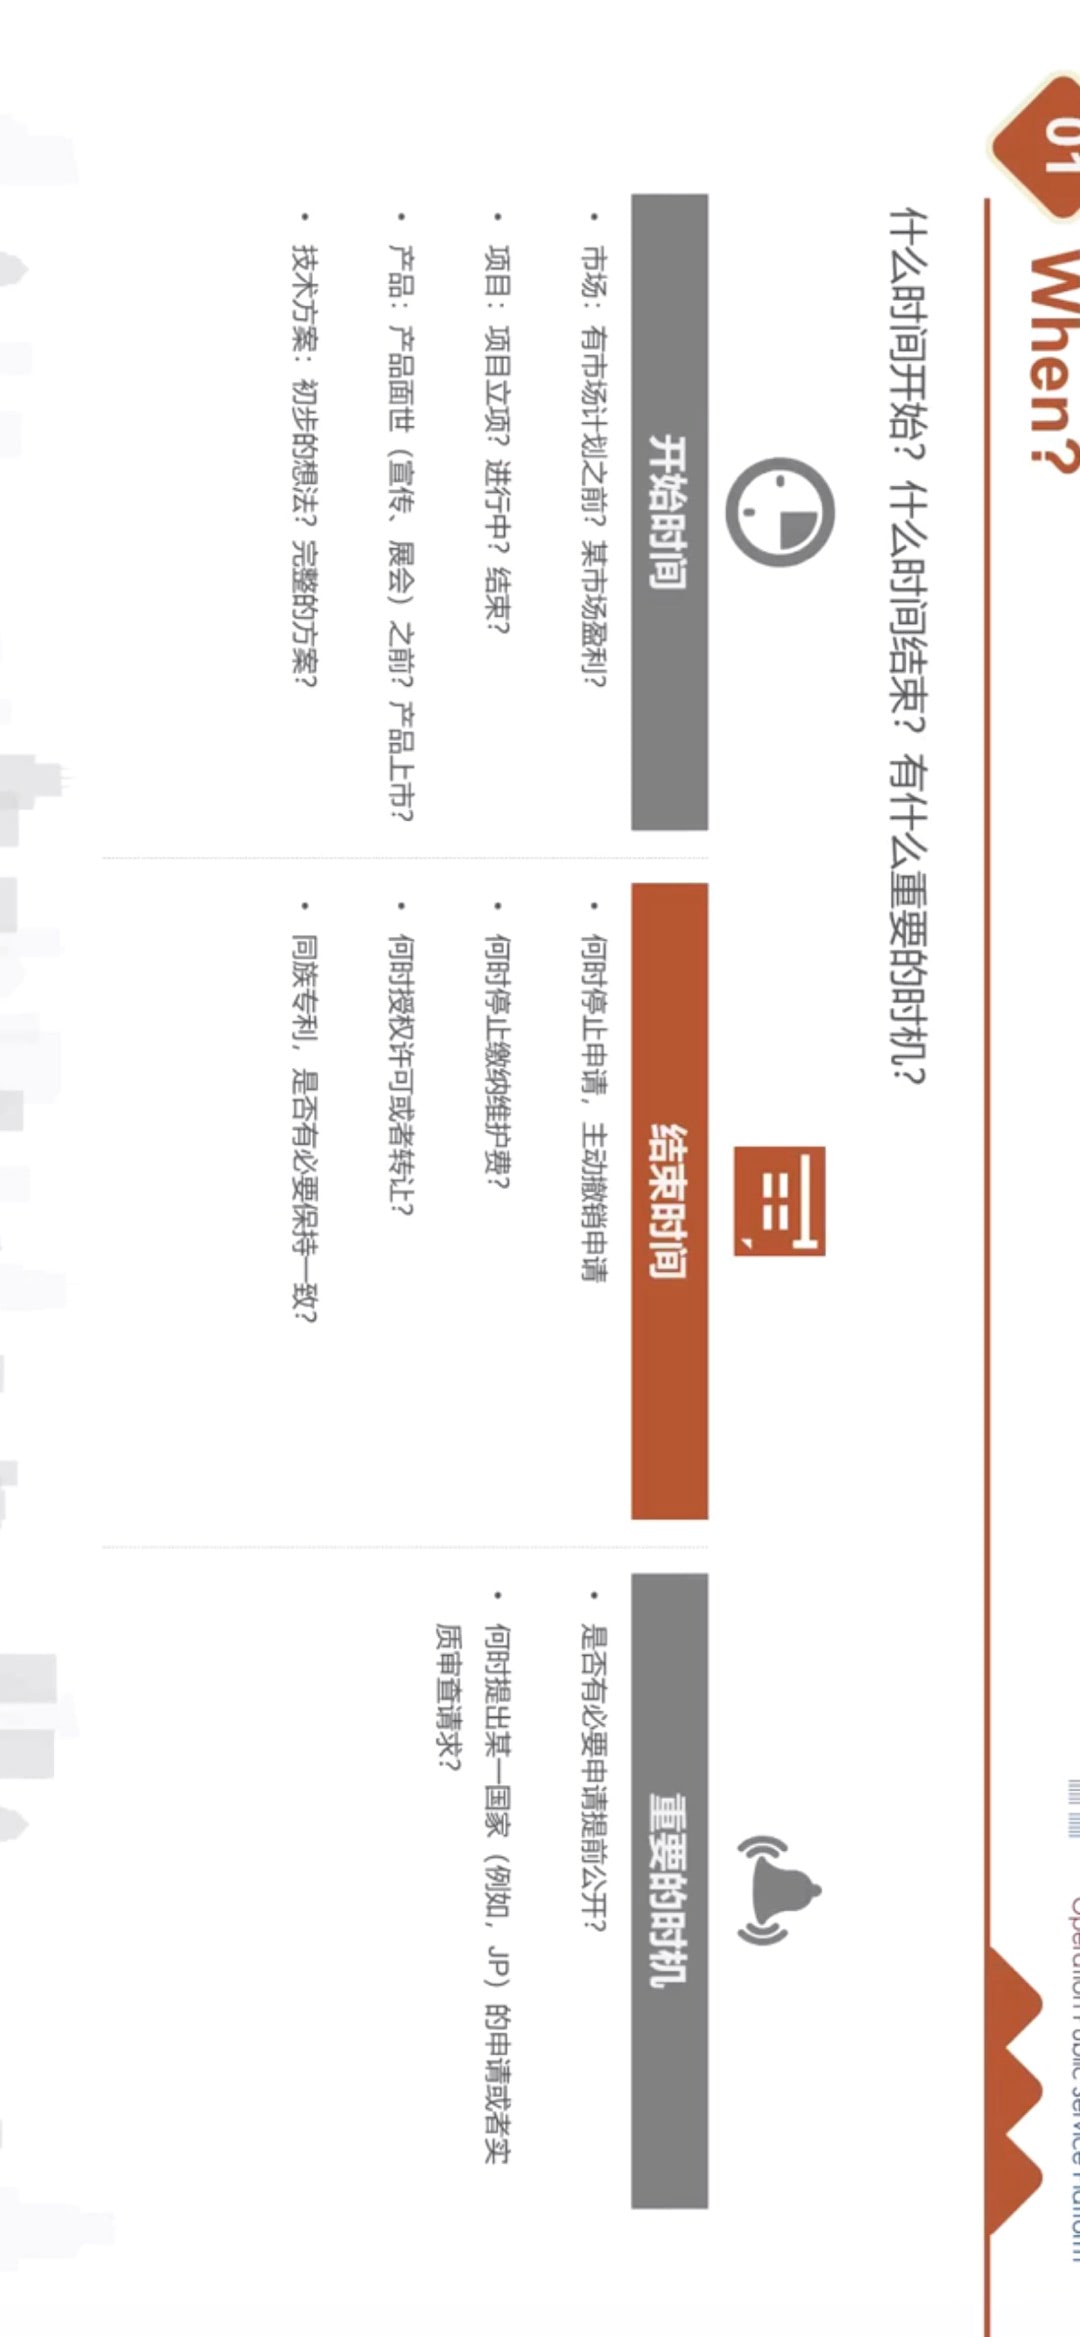 01
When?
Operation Public Service Platform
什么时间开始？什么时间结束？有什么重要的时机？
开始时间
• 市场：有市场计划之前？某市场盈利？
• 项目：项目立项？进行中？结束？
• 产品：产品面世（宣传、展会）之前？产品上市？
• 技术方案：初步的想法？完整的方案？
结束时间
• 何时停止申请，主动撤销申请
• 何时停止缴纳维护费？
• 何时授权许可或者转让？
• 同族专利，是否有必要保持一致？
重要的时机
• 是否有必要申请提前公开？
• 何时提出某一国家（例如，JP）的申请或者实
质审查请求？